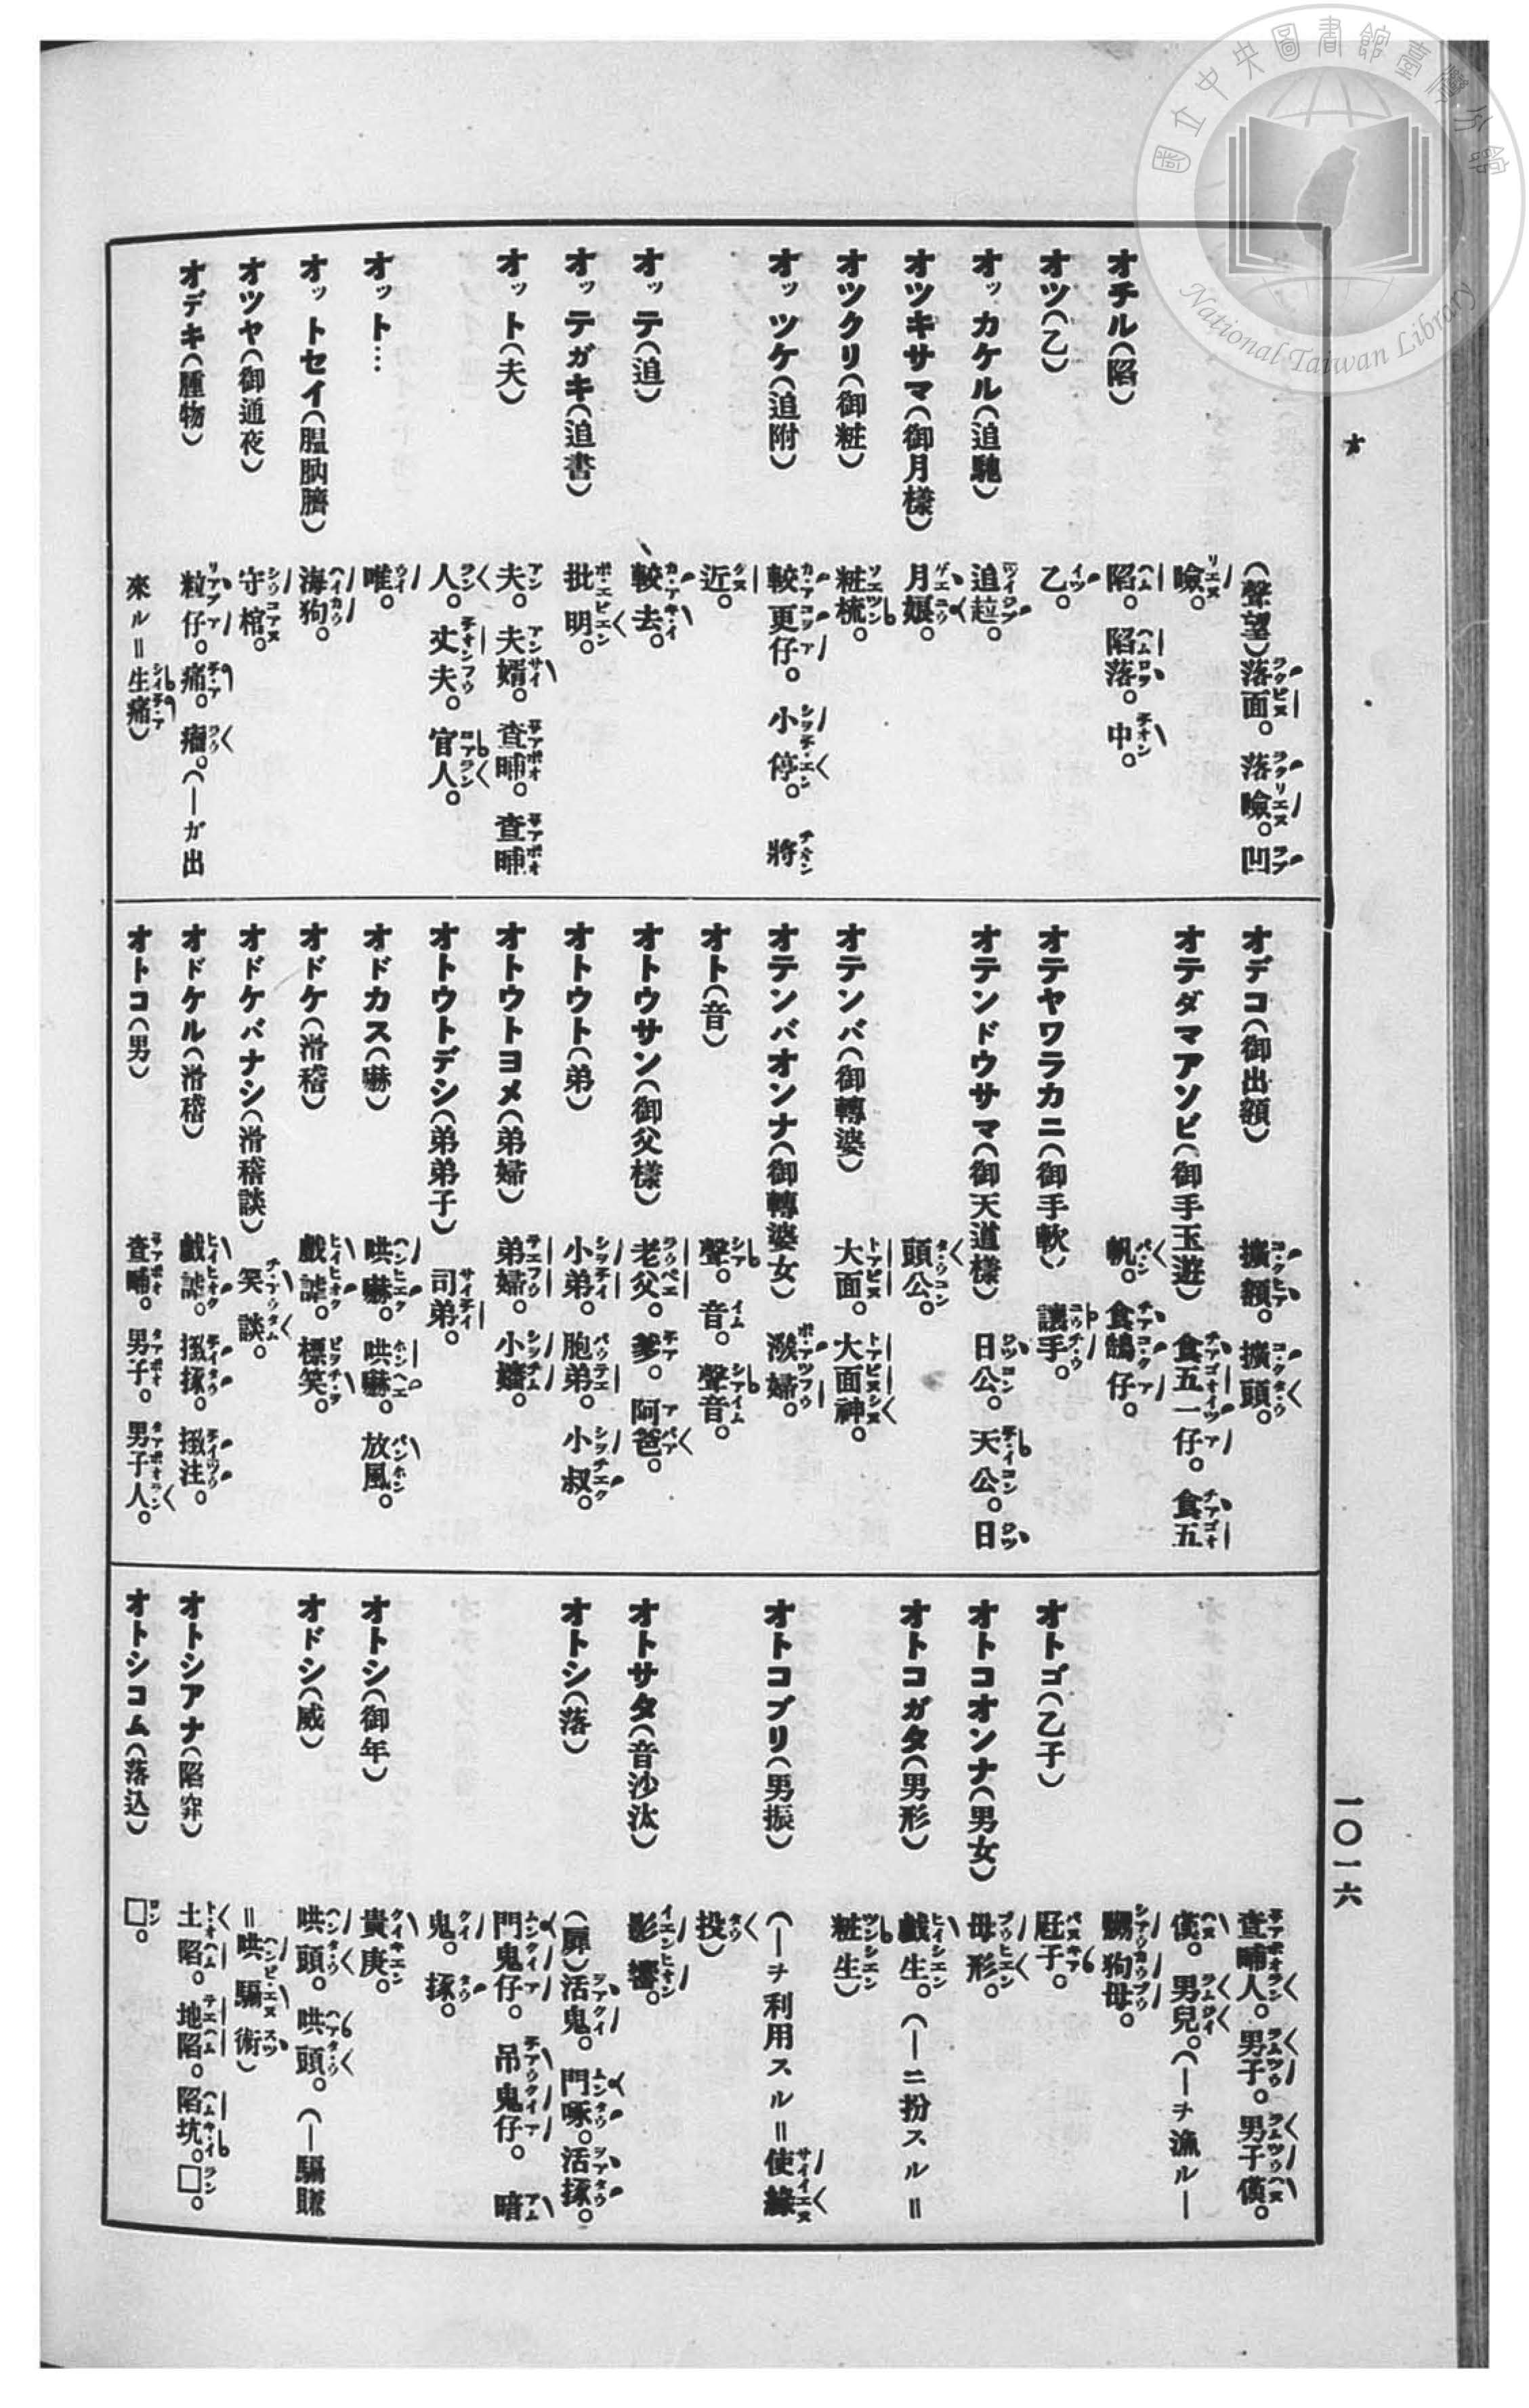 國立中央圖書館臺灣分館
National Taiwan Library
オ
一〇一六
(聲望)落面。落瞼。凹
瞼。
オチル(陷) 陷。陷落。中。
オツ(乙) 乙。
オッカケル(追馳) 追趕。
オツキサマ(御月樣) 月娘。
オツクリ(御粧) 粧梳。
オッツケ(追附) 較更仔。小停。將
近。
オッテ(追) 較去。
オッテガキ(追書) 批明。
オット(夫) 夫。夫婿。查晡。查晡
人。丈夫。官人。
オット… 唯。
オットセイ(膃肭臍) 海狗。
オツヤ(御通夜) 守棺。
オデキ(腫物) 粒仔。痛。瘤。(—ガ出
來ル=生痛)
オデコ(御出額) 擴額。擴頭。
オテダマアソビ(御手玉遊) 食五一仔。食五
帆。食鵠仔。
オテヤワラカニ(御手軟) 讓手。
オテンドウサマ(御天道樣) 日公。天公。日
頭公。
オテンバ(御轉婆) 大面。大面神。
オテンバオンナ(御轉婆女) 潑婦。
オト(音) 聲。音。聲音。
オトウサン(御父樣) 老父。爹。阿爸。
オトウト(弟) 小弟。胞弟。小叔。
オトウトヨメ(弟婦) 弟婦。小嬸。
オトウトデシ(弟弟子) 司弟。
オドカス(嚇) 哄嚇。哄嚇。放風。
オドケ(滑稽) 戲謔。標笑。
オドケバナシ(滑稽談) 笑談。
オドケル(滑稽) 戲謔。搔琢。搔注。
オトコ(男) 查晡。男子。男子人。
查晡人。男子。男子僕。
僕。男兒。(—ヲ漁ル—
嬲狗母。
オトゴ(乙子) 屘子。
オトコオンナ(男女) 母形。
オトコガタ(男形) 戲生。(—ニ扮スル=
粧生)
オトコブリ(男振) (—ヲ利用スル=使緣
投)
オトサタ(音沙汰) 影響。
オトシ(落) (扉)活鬼。門啄。活琢。
門鬼仔。吊鬼仔。暗
鬼。琢。
オトシ(御年) 貴庚。
オドシ(威) 哄頭。哄頭。(—騙賺
=哄騙術)
オトシアナ(陷穽) 土陷。地陷。陷坑。□。
オトシコム(落込) □。